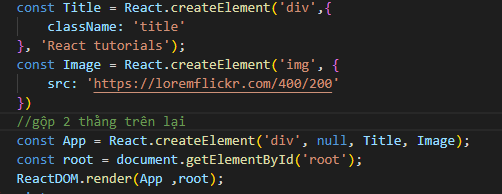 const Title = React.createElement('div',{
className: 'title'
}, 'React tutorials');
const Image = React.createElement('img', {
src: 'https://loremflickr.com/400/200'
})
//gộp 2 thằng trên lại
const App = React.createElement('div', null, Title, Image);
const root = document.getElementById('root');
ReactDOM.render(App ,root);